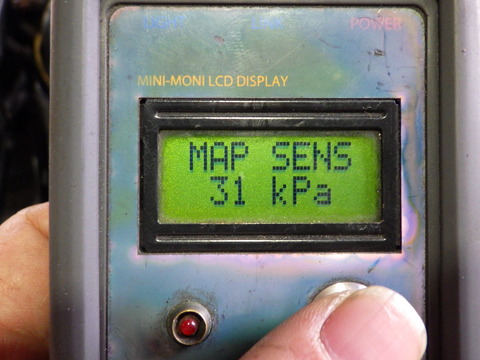 POWER
MINI-MONI LCD DISPLAY
MAP SENS
31 kPa